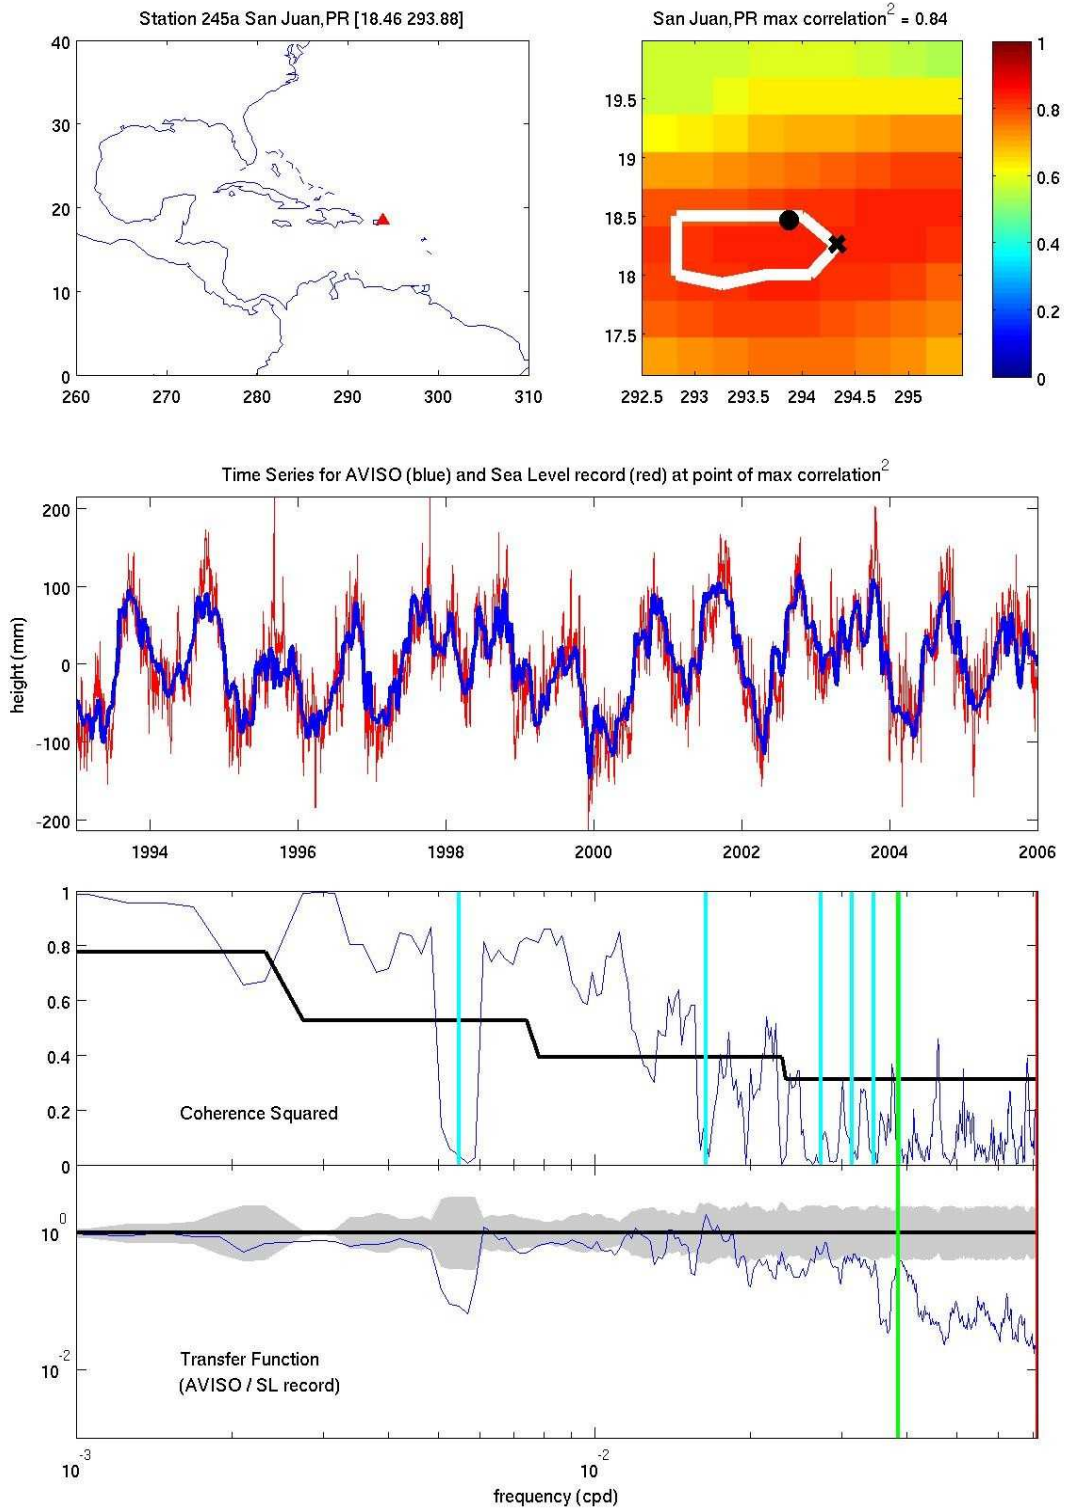 Station 245a San Juan,PR [18.46 293.88]
40
30
20
10
0
260 270 280 290 300 310
San Juan,PR max correlation2 = 0.84
19.5
19
18.5
18
17.5
292.5 293 293.5 294 294.5 295
1
0.8
0.6
0.4
0.2
0
Time Series for AVISO (blue) and Sea Level record (red) at point of max correlation2
height (mm)
200
100
0
-100
-200
1994 1996 1998 2000 2002 2004 2006
1
0.8
0.6
0.4
0.2
0
Coherence Squared
10 0
10 -2
Transfer Function
(AVISO / SL record)
10 -3 10 -2
frequency (cpd)